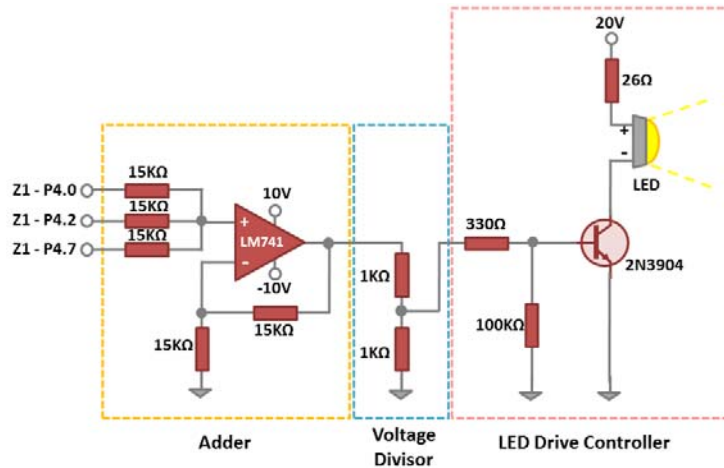 20V
26Ω
+
-
LED
Z1 - P4.0
15KΩ
Z1 - P4.2
15KΩ
Z1 - P4.7
15KΩ
10V
+
LM741
-
-10V
15KΩ
15KΩ
1KΩ
1KΩ
330Ω
100KΩ
2N3904
Adder
Voltage
Divisor
LED Drive Controller